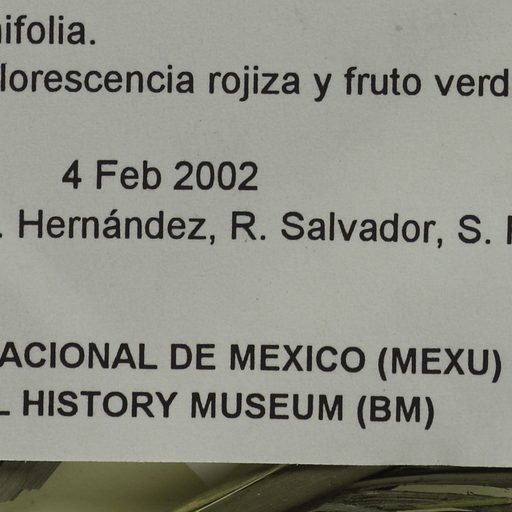 ifolia.
lorescencia rojiza y fruto verd
4 Feb 2002
. Hernández, R. Salvador, S.
ACIONAL DE MEXICO (MEXU)
L HISTORY MUSEUM (BM)